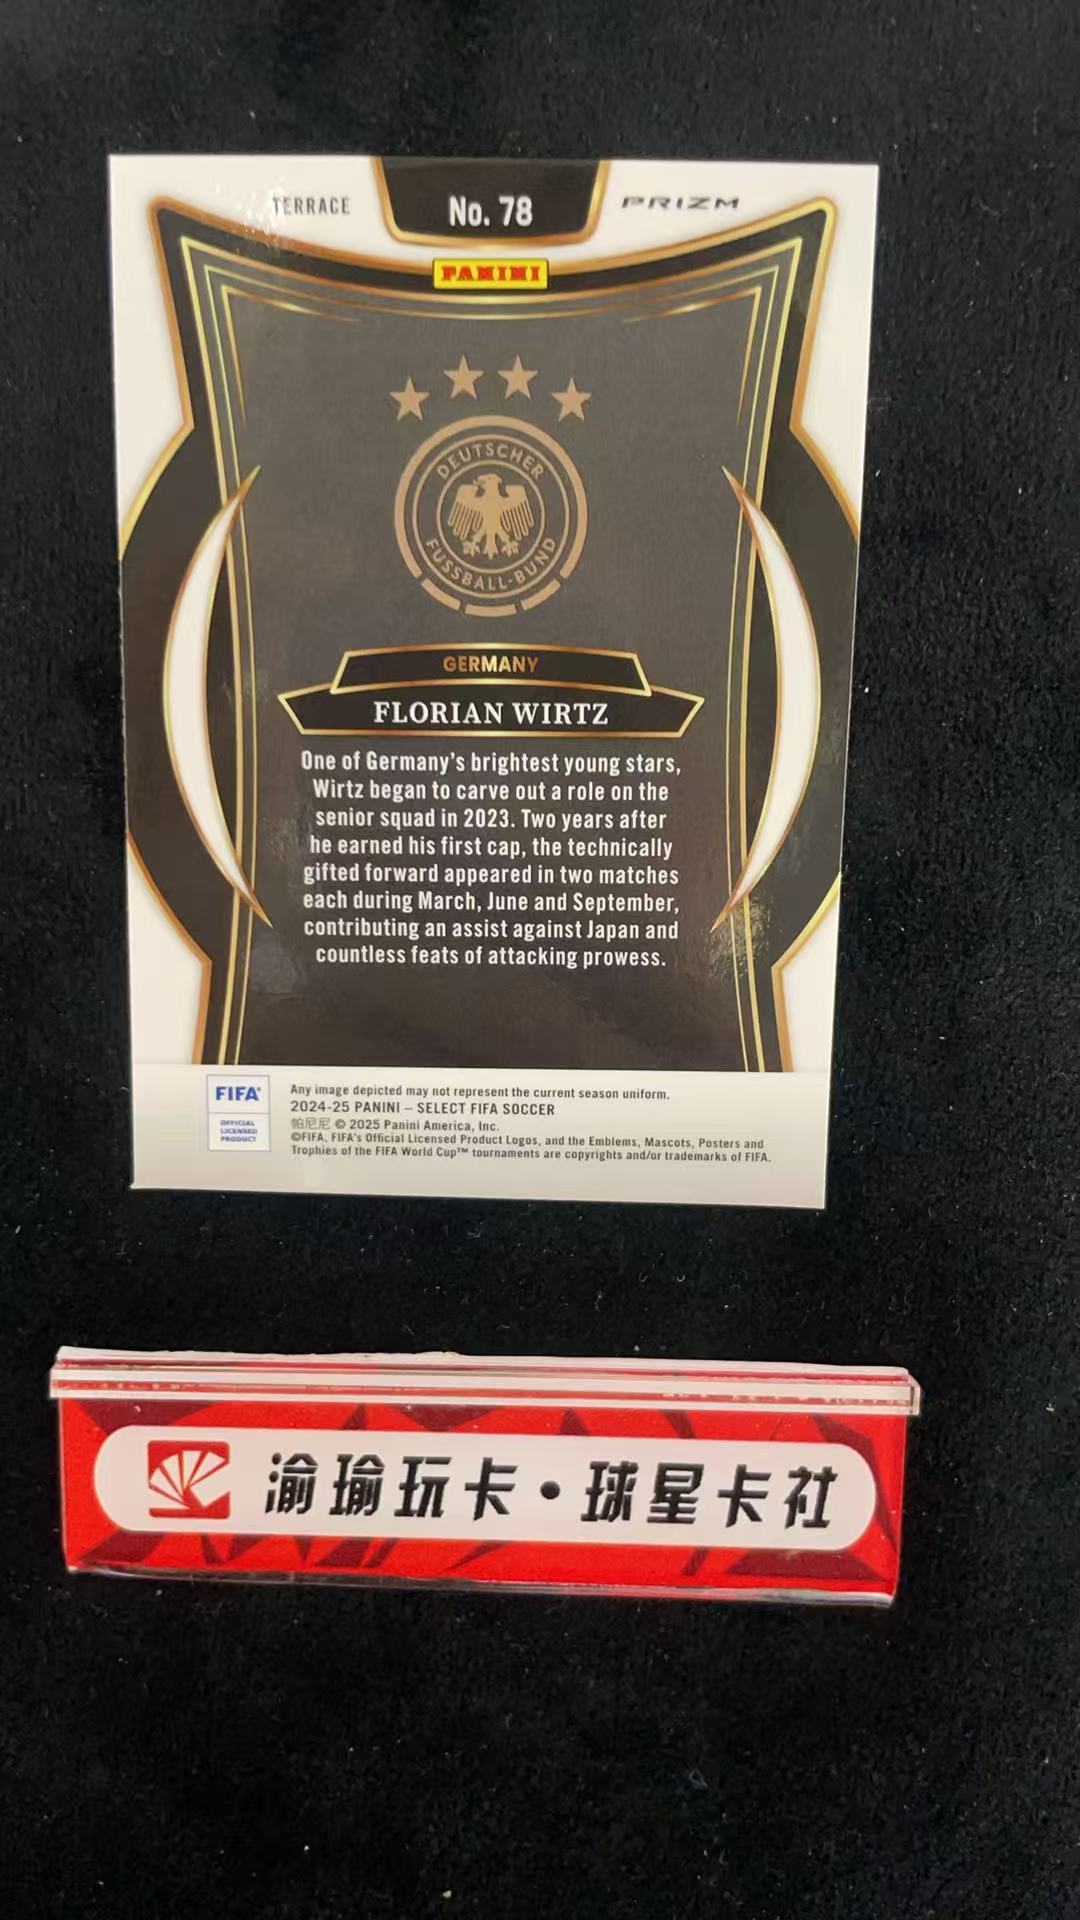 TERRACE
No. 78
PRIZM
PANINI
DEUTSCHER
FUSSBALL-BUND
GERMANY
FLORIAN WIRTZ
One of Germany's brightest young stars,
Wirtz began to carve out a role on the
senior squad in 2023. Two years after
he earned his first cap, the technically
gifted forward appeared in two matches
each during March, June and September,
contributing an assist against Japan and
countless feats of attacking prowess.
FIFA®
OFFICIAL
LICENSED
PRODUCT
Any image depicted may not represent the current season uniform.
2024-25 PANINI – SELECT FIFA SOCCER
帕尼尼 © 2025 Panini America, Inc.
©FIFA, FIFA's Official Licensed Product Logos, and the Emblems, Mascots, Posters and
Trophies of the FIFA World Cup™ tournaments are copyrights and/or trademarks of FIFA.
渝瑜玩卡•球星卡社